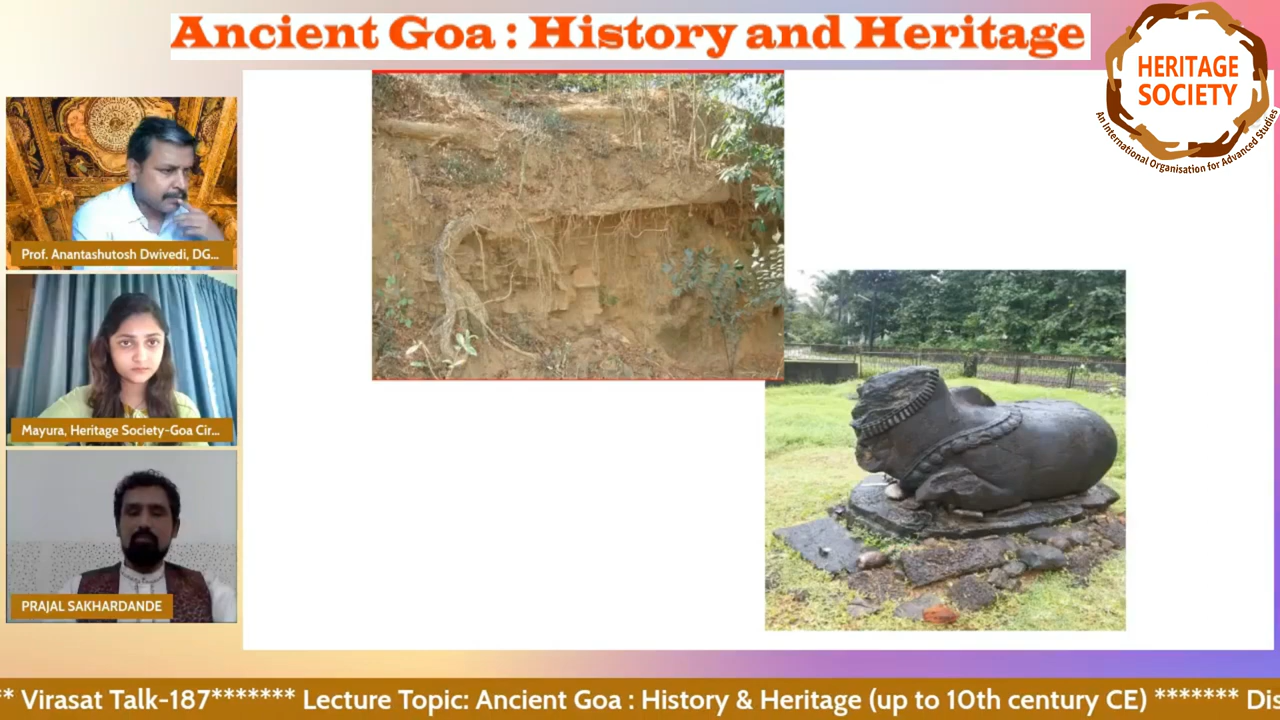 Ancient Goa : History and Heritage
HERITAGE
SOCIETY
An International Organisation for Advanced Studies
Prof. Anantashutosh Dwivedi, DG...
Mayura, Heritage Society-Goa Cir...
PRAJAL SAKHARDANDE
** Virasat Talk-187******* Lecture Topic: Ancient Goa : History & Heritage (up to 10th century CE) ******* Dis